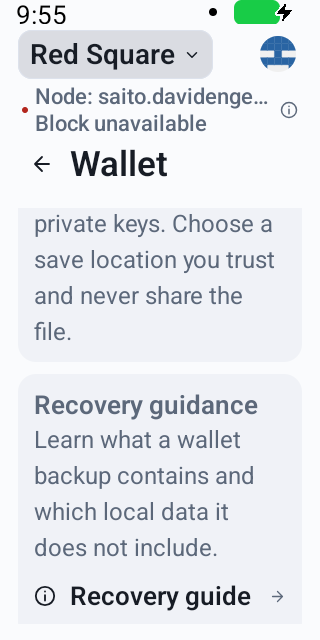 9:55
Red Square
Node: saito.davidenge…
Block unavailable
Wallet
private keys. Choose a
save location you trust
and never share the
file.
Recovery guidance
Learn what a wallet
backup contains and
which local data it
does not include.
Recovery guide